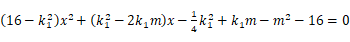 (16−k₁²)x² + (k₁² − 2k₁m)x − ¼k₁² + k₁m − m² − 16 = 0